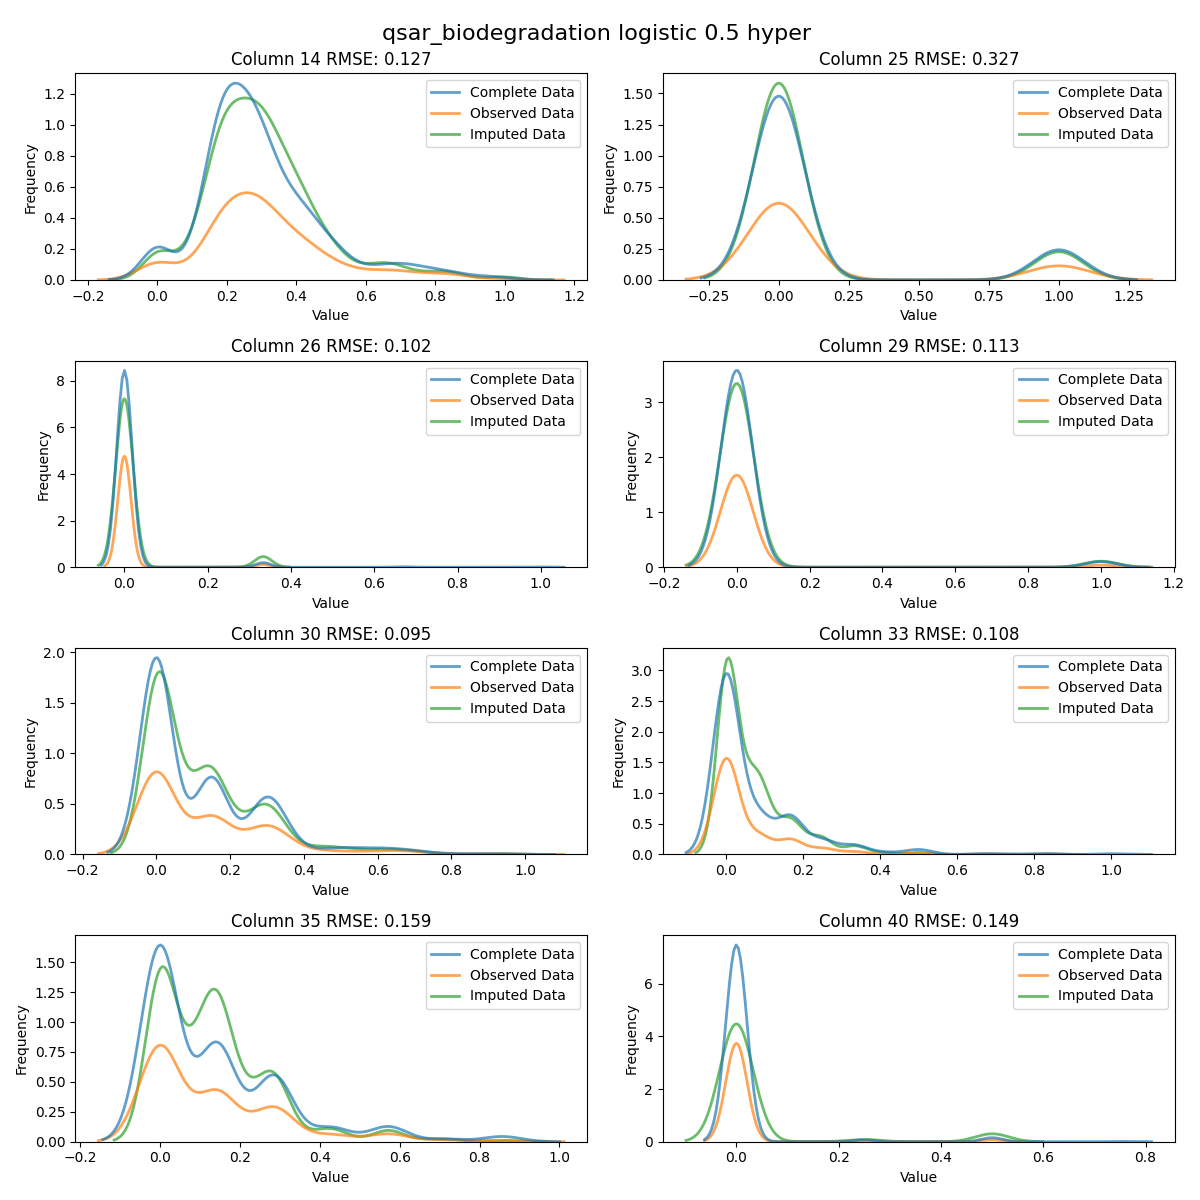 qsar_biodegradation logistic 0.5 hyper
Column 14 RMSE: 0.127
Frequency
1.2
1.0
0.8
0.6
0.4
0.2
0.0
Complete Data
Observed Data
Imputed Data
−0.2 0.0 0.2 0.4 0.6 0.8 1.0 1.2
Value
Column 25 RMSE: 0.327
Frequency
1.50
1.25
1.00
0.75
0.50
0.25
0.00
Complete Data
Observed Data
Imputed Data
−0.25 0.00 0.25 0.50 0.75 1.00 1.25
Value
Column 26 RMSE: 0.102
Frequency
8
6
4
2
0
Complete Data
Observed Data
Imputed Data
0.0 0.2 0.4 0.6 0.8 1.0
Value
Column 29 RMSE: 0.113
Frequency
3
2
1
0
Complete Data
Observed Data
Imputed Data
−0.2 0.0 0.2 0.4 0.6 0.8 1.0 1.2
Value
Column 30 RMSE: 0.095
Frequency
2.0
1.5
1.0
0.5
0.0
Complete Data
Observed Data
Imputed Data
−0.2 0.0 0.2 0.4 0.6 0.8 1.0
Value
Column 33 RMSE: 0.108
Frequency
3.0
2.5
2.0
1.5
1.0
0.5
0.0
Complete Data
Observed Data
Imputed Data
0.0 0.2 0.4 0.6 0.8 1.0
Value
Column 35 RMSE: 0.159
Frequency
1.50
1.25
1.00
0.75
0.50
0.25
0.00
Complete Data
Observed Data
Imputed Data
−0.2 0.0 0.2 0.4 0.6 0.8 1.0
Value
Column 40 RMSE: 0.149
Frequency
6
4
2
0
Complete Data
Observed Data
Imputed Data
0.0 0.2 0.4 0.6 0.8
Value